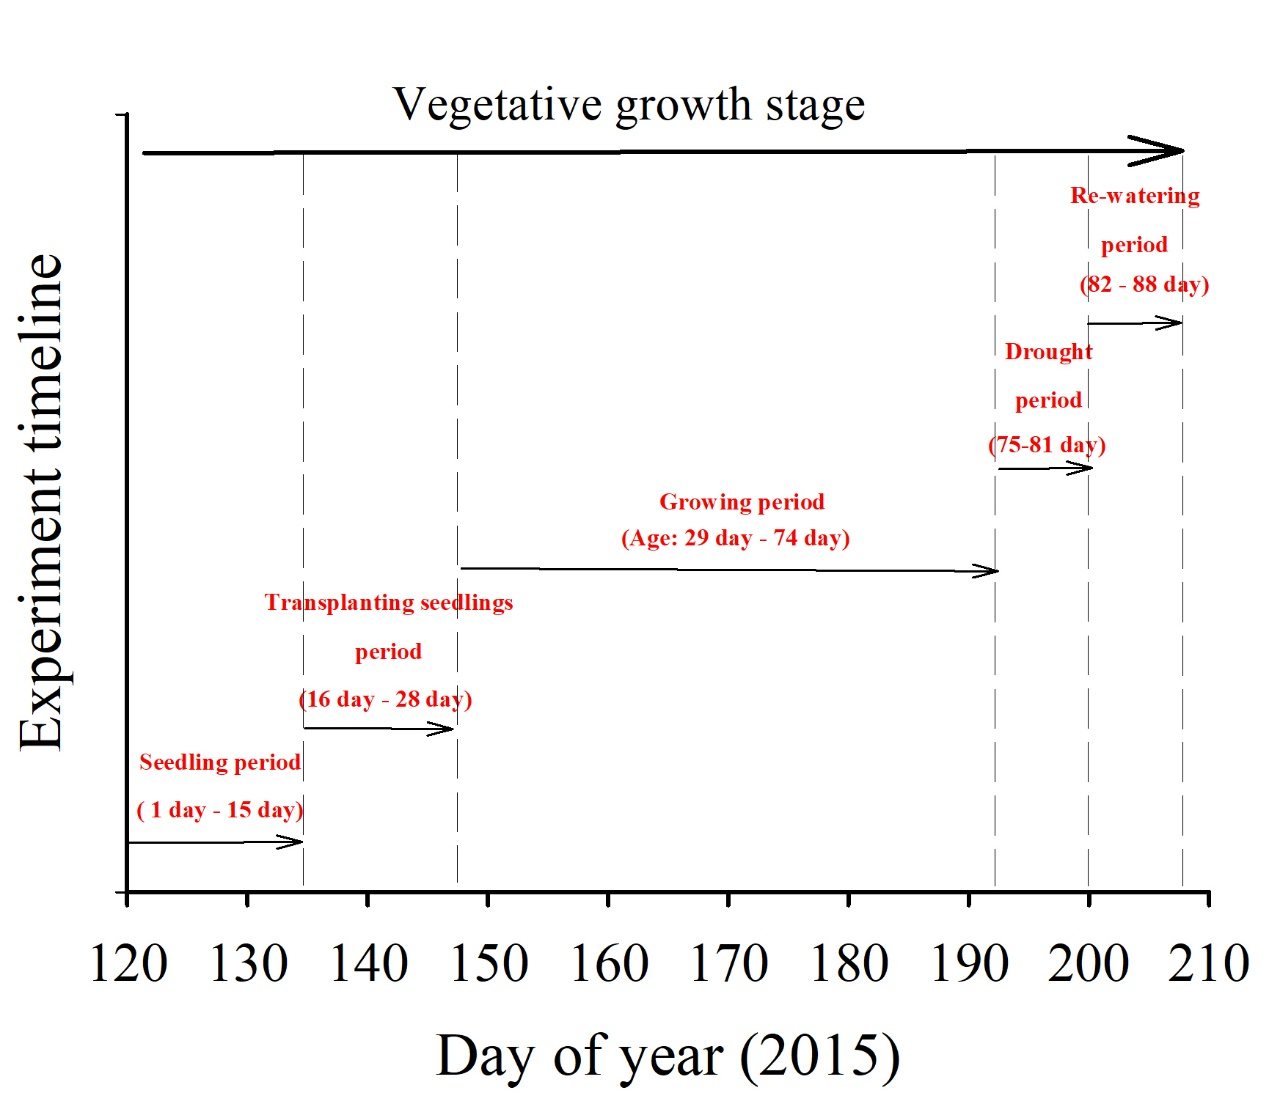 Vegetative growth stage
Re-watering
period
(82 - 88 day)
Drought
period
(75-81 day)
Growing period
(Age: 29 day - 74 day)
Transplanting seedlings
period
(16 day - 28 day)
Seedling period
( 1 day - 15 day)
Experiment timeline
120 130 140 150 160 170 180 190 200 210
Day of year (2015)